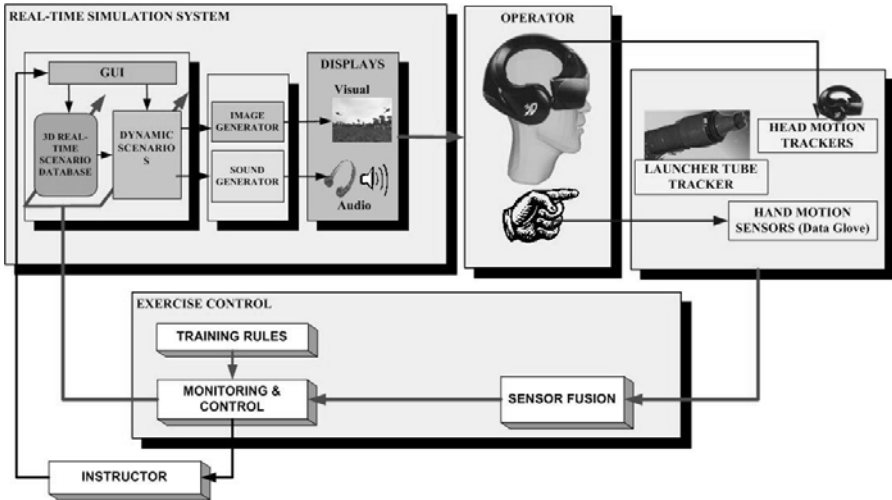 REAL-TIME SIMULATION SYSTEM
GUI
3D REAL-
TIME
SCENARIO
DATABASE
DYNAMIC
SCENARIO
S
IMAGE
GENERATOR
SOUND
GENERATOR
DISPLAYS
Visual
Audio
OPERATOR
HEAD MOTION
TRACKERS
LAUNCHER TUBE
TRACKER
HAND MOTION
SENSORS (Data Glove)
EXERCISE CONTROL
TRAINING RULES
MONITORING &
CONTROL
SENSOR FUSION
INSTRUCTOR